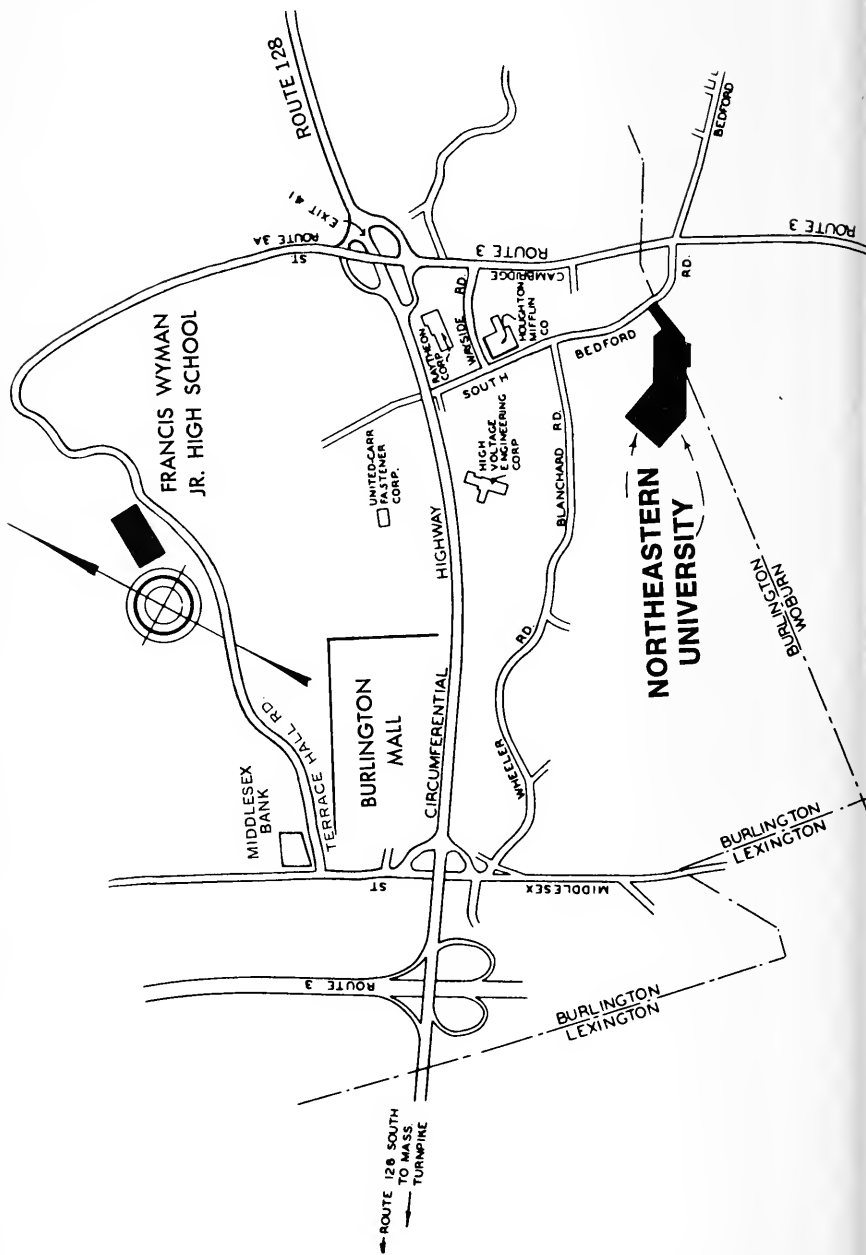 ROUTE 128
EXIT 41
ROUTE 3A
ST.
FRANCIS WYMAN
JR. HIGH SCHOOL
TERRACE HALL RD.
MIDDLESEX
BANK
BURLINGTON
MALL
UNITED-CARR
FASTENER
CORP.
RAYTHEON
CORP.
WAYSIDE RD.
HOUGHTON
MIFFLIN
CO
CAMBRIDGE
ROUTE 3
HIGHWAY
CIRCUMFERENTIAL
HIGH
VOLTAGE
ENGINEERING
CORP
SOUTH
BEDFORD
RD.
BEDFORD
ROUTE 3
BLANCHARD RD.
WHEELER RD.
NORTHEASTERN
UNIVERSITY
BURLINGTON
WOBURN
MIDDLESEX
ST
BURLINGTON
LEXINGTON
ROUTE 3
BURLINGTON
LEXINGTON
ROUTE 128 SOUTH
TO MASS.
TURNPIKE